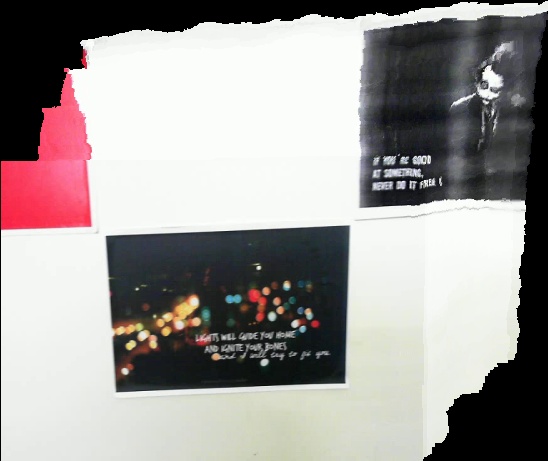 IF YOU'RE GOOD
AT SOMETHING,
NEVER DO IT FREE
LIGHTS WILL GUIDE YOU HOME
AND IGNITE YOUR BONES
and I will try to fix you